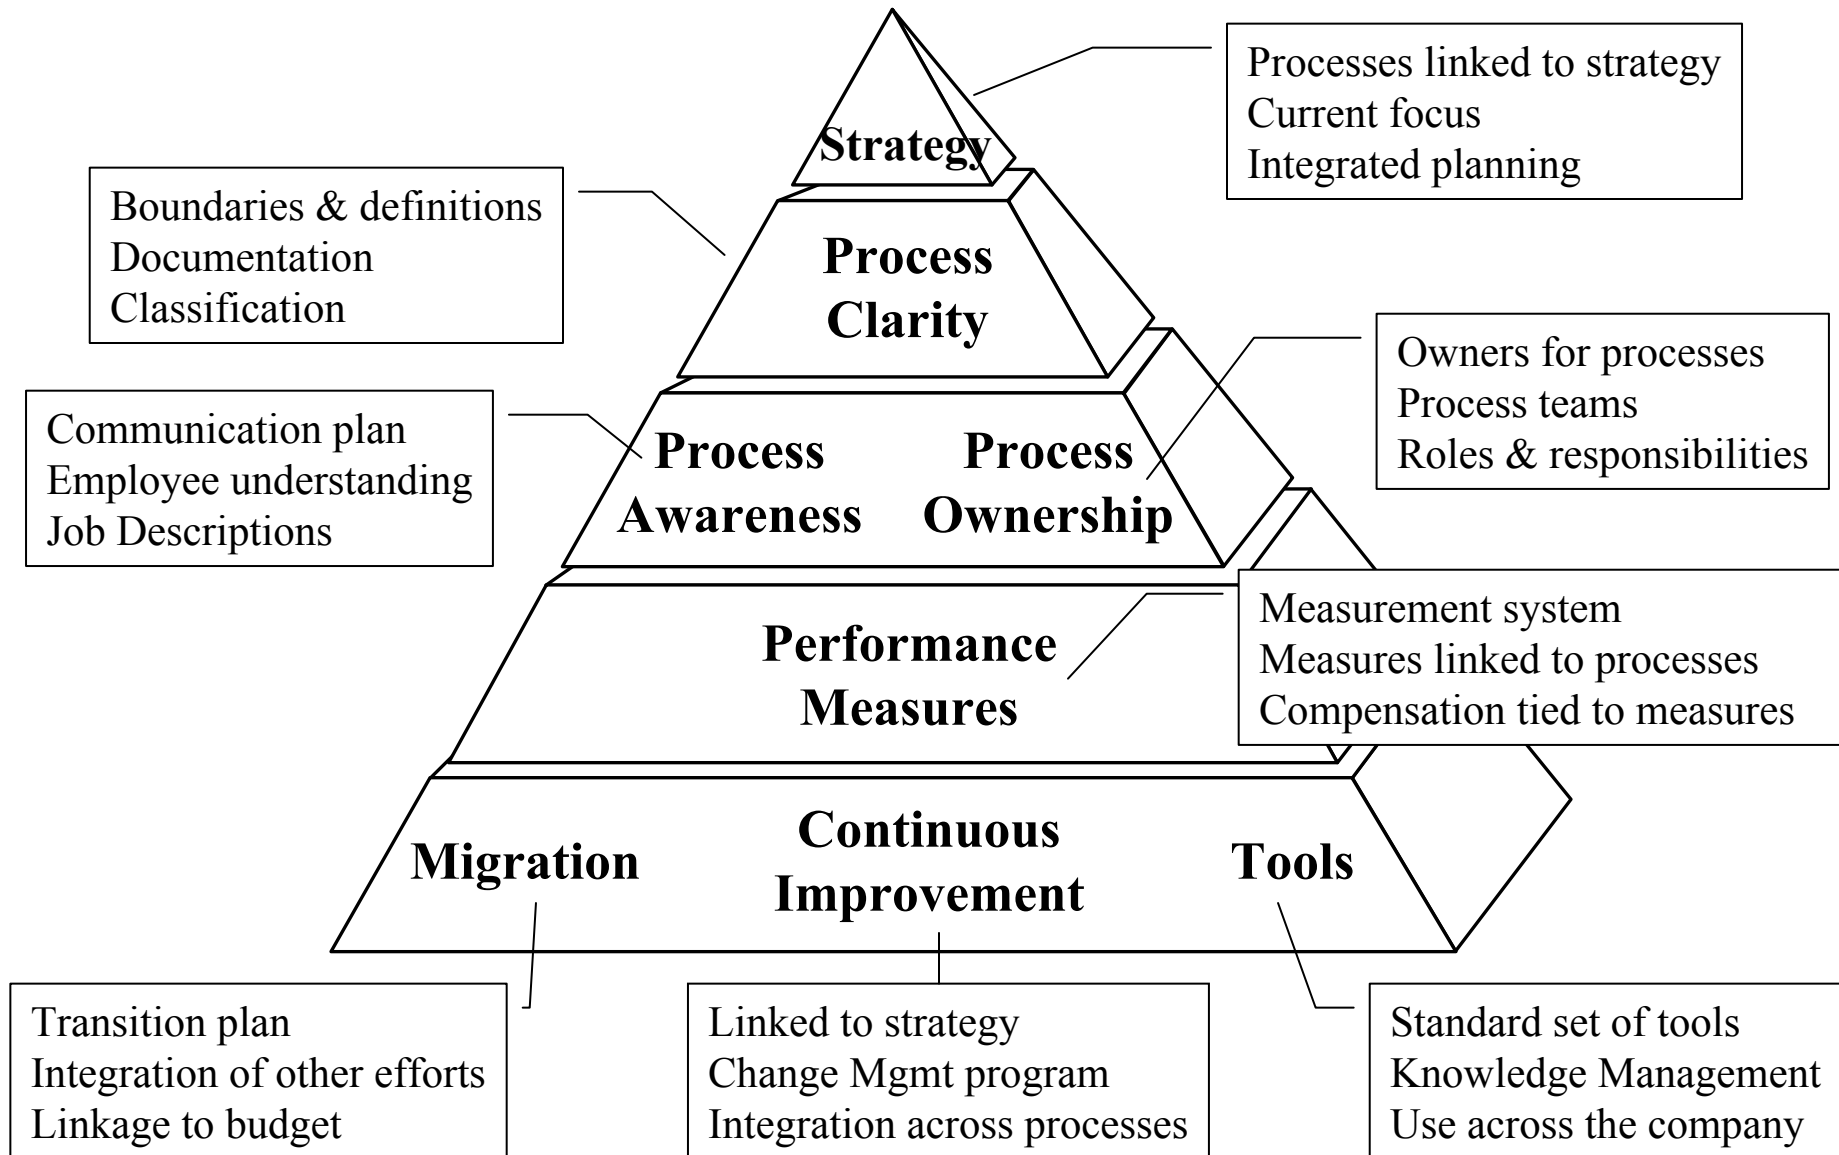 Strategy
Processes linked to strategy
Current focus
Integrated planning
Boundaries & definitions
Documentation
Classification
Process
Clarity
Owners for processes
Process teams
Roles & responsibilities
Communication plan
Employee understanding
Job Descriptions
Process
Awareness
Process
Ownership
Performance
Measures
Measurement system
Measures linked to processes
Compensation tied to measures
Migration
Continuous
Improvement
Tools
Transition plan
Integration of other efforts
Linkage to budget
Linked to strategy
Change Mgmt program
Integration across processes
Standard set of tools
Knowledge Management
Use across the company